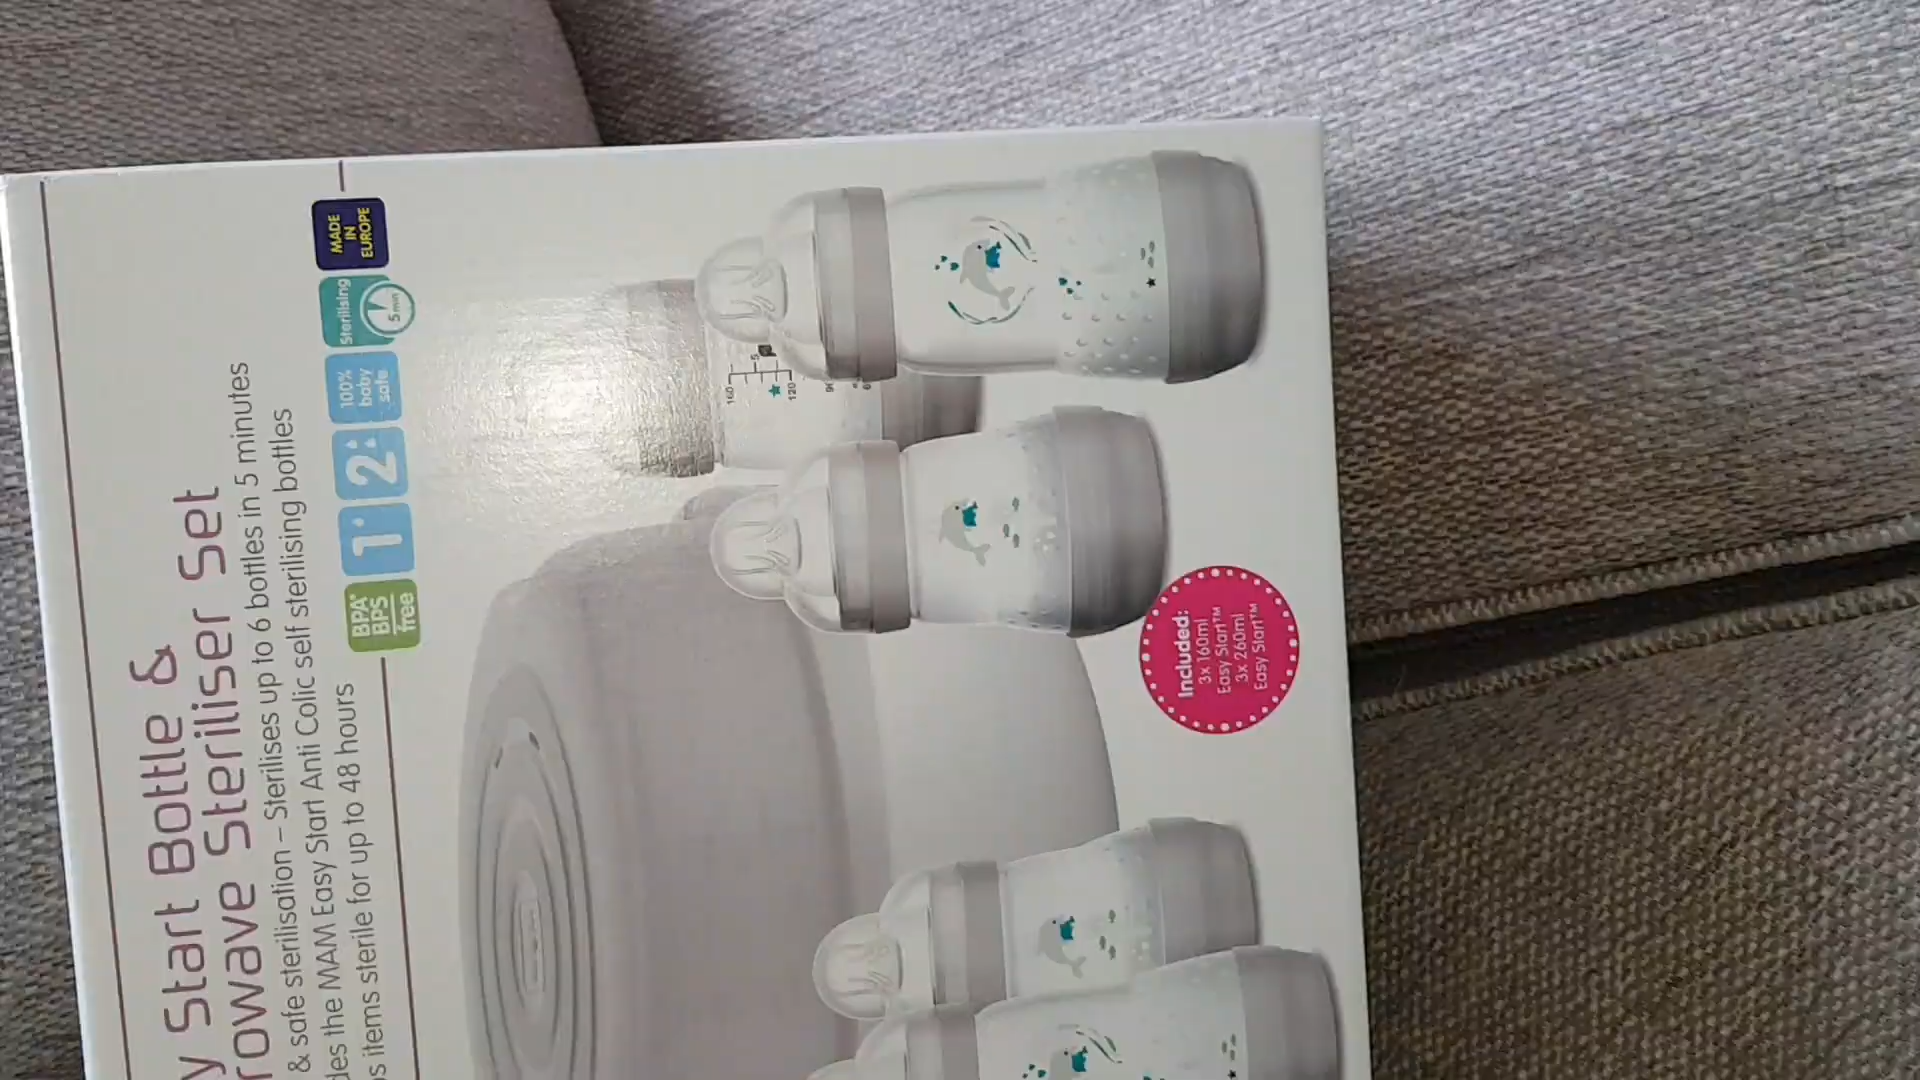 y Start Bottle &
rowave Steriliser Set
& safe sterilisation – Sterilises up to 6 bottles in 5 minutes
des the MAM Easy Start Anti Colic self sterilising bottles
ps items sterile for up to 48 hours
BPA*
BPS
free
1
2
100%
baby
safe
Sterilising
5 min
MADE
IN
EUROPE
160
120
Included:
3x 160ml
Easy Start™
3x 260ml
Easy Start™